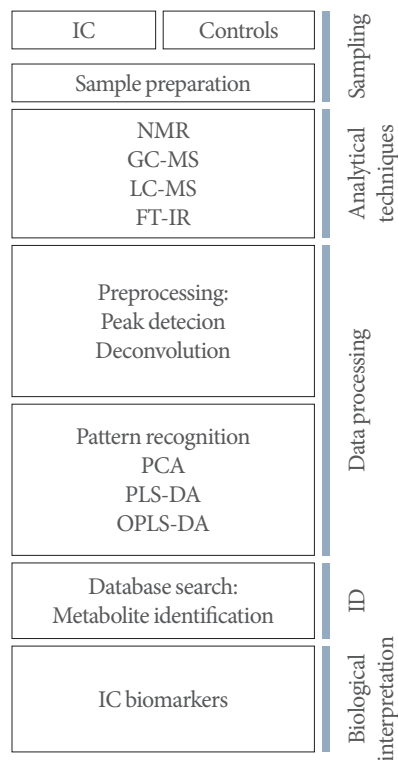 IC
Controls
Sample preparation
Sampling
NMR
GC-MS
LC-MS
FT-IR
Analytical
techniques
Preprocessing:
Peak detecion
Deconvolution
Pattern recognition
PCA
PLS-DA
OPLS-DA
Data processing
Database search:
Metabolite identification
ID
IC biomarkers
Biological
interpretation